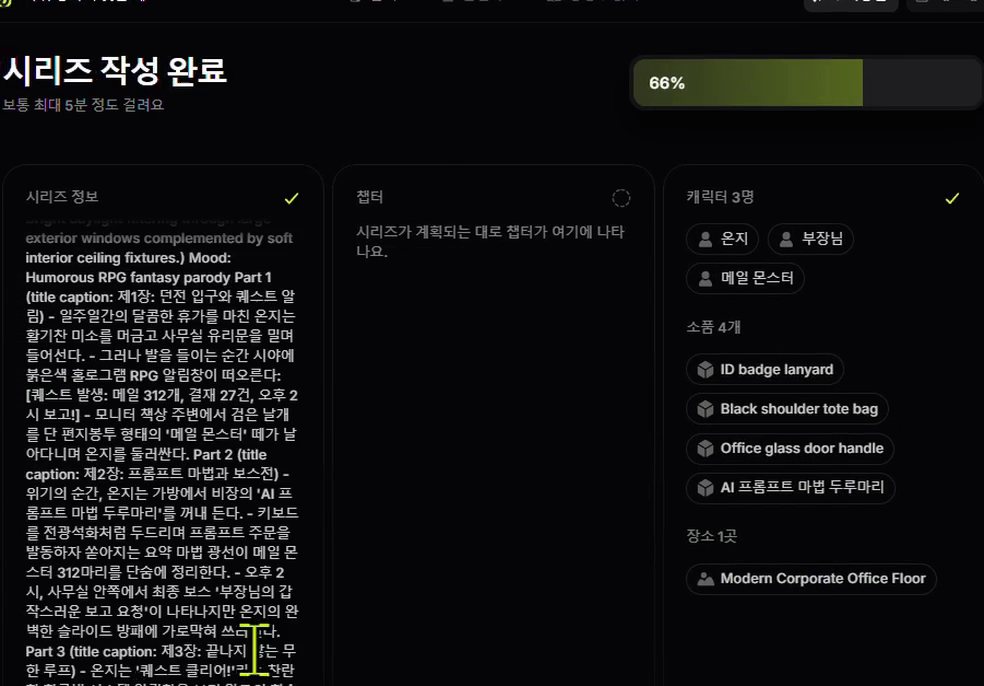 시리즈 작성 완료
보통 최대 5분 정도 걸려요
66%
시리즈 정보
exterior windows complemented by soft
interior ceiling fixtures.) Mood:
Humorous RPG fantasy parody Part 1
(title caption: 제1장: 던전 입구와 퀘스트 알
림) - 일주일간의 달콤한 휴가를 마친 온지는
활기찬 미소를 머금고 사무실 유리문을 밀며
들어선다. - 그러나 발을 들이는 순간 시야에
붉은색 홀로그램 RPG 알림창이 떠오른다:
[퀘스트 발생: 메일 312개, 결재 27건, 오후 2
시 보고!] - 모니터 책상 주변에서 검은 날개
를 단 편지봉투 형태의 '메일 몬스터' 떼가 날
아다니며 온지를 둘러싼다. Part 2 (title
caption: 제2장: 프롬프트 마법과 보스전) -
위기의 순간, 온지는 가방에서 비장의 'AI 프
롬프트 마법 두루마리'를 꺼내 든다. - 키보드
를 전광석화처럼 두드리며 프롬프트 주문을
발동하자 쏟아지는 요약 마법 광선이 메일 몬
스터 312마리를 단숨에 정리한다. - 오후 2
시, 사무실 안쪽에서 최종 보스 '부장님의 갑
작스러운 보고 요청'이 나타나지만 온지의 완
벽한 슬라이드 방패에 가로막혀
Part 3 (title caption: 제3장: 끝나지 무
한 루프) - 온지는 '퀘스트 클리어!' 찬란
챕터
시리즈가 계획되는 대로 챕터가 여기에 나타
나요.
캐릭터 3명
온지
부장님
메일 몬스터
소품 4개
ID badge lanyard
Black shoulder tote bag
Office glass door handle
AI 프롬프트 마법 두루마리
장소 1곳
Modern Corporate Office Floor